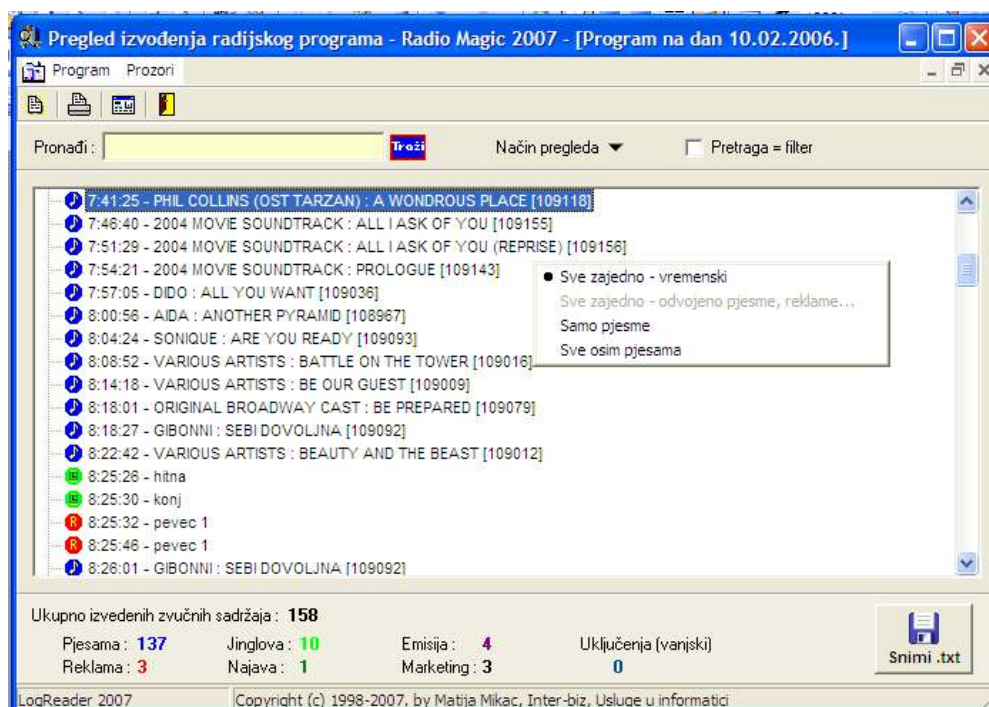 Pregled izvođenja radijskog programa - Radio Magic 2007 - [Program na dan 10.02.2006.]
Program Prozori
Pronađi : Traži Način pregleda Pretraga = filter
7:41:25 - PHIL COLLINS (OST TARZAN) : A WONDROUS PLACE [109118]
7:46:40 - 2004 MOVIE SOUNDTRACK : ALL I ASK OF YOU [109155]
7:51:29 - 2004 MOVIE SOUNDTRACK : ALL I ASK OF YOU (REPRISE) [109156]
7:54:21 - 2004 MOVIE SOUNDTRACK : PROLOGUE [109143]
7:57:05 - DIDO : ALL YOU WANT [109036]
8:00:56 - AIDA : ANOTHER PYRAMID [108967]
8:04:24 - SONIQUE : ARE YOU READY [109093]
8:08:52 - VARIOUS ARTISTS : BATTLE ON THE TOWER [109016]
8:14:18 - VARIOUS ARTISTS : BE OUR GUEST [109009]
8:18:01 - ORIGINAL BROADWAY CAST : BE PREPARED [109079]
8:18:27 - GIBONNI : SEBI DOVOLJNA [109092]
8:22:42 - VARIOUS ARTISTS : BEAUTY AND THE BEAST [109012]
8:25:26 - hitna
8:25:30 - konj
R 8:25:32 - pevec 1
R 8:25:46 - pevec 1
8:26:01 - GIBONNI : SEBI DOVOLJNA [109092]
Sve zajedno - vremenski
Sve zajedno - odvojeno pjesme, reklame...
Samo pjesme
Sve osim pjesama
Ukupno izvedenih zvučnih sadržaja : 158
Pjesama : 137 Jinglova : 10 Emisija : 4 Uključenja (vanjski)
Reklama : 3 Najava : 1 Marketing : 3 0
Snimi .txt
LogReader 2007 Copyright (c) 1998-2007. by Matija Mikac, Inter-biz, Usluge u informatici